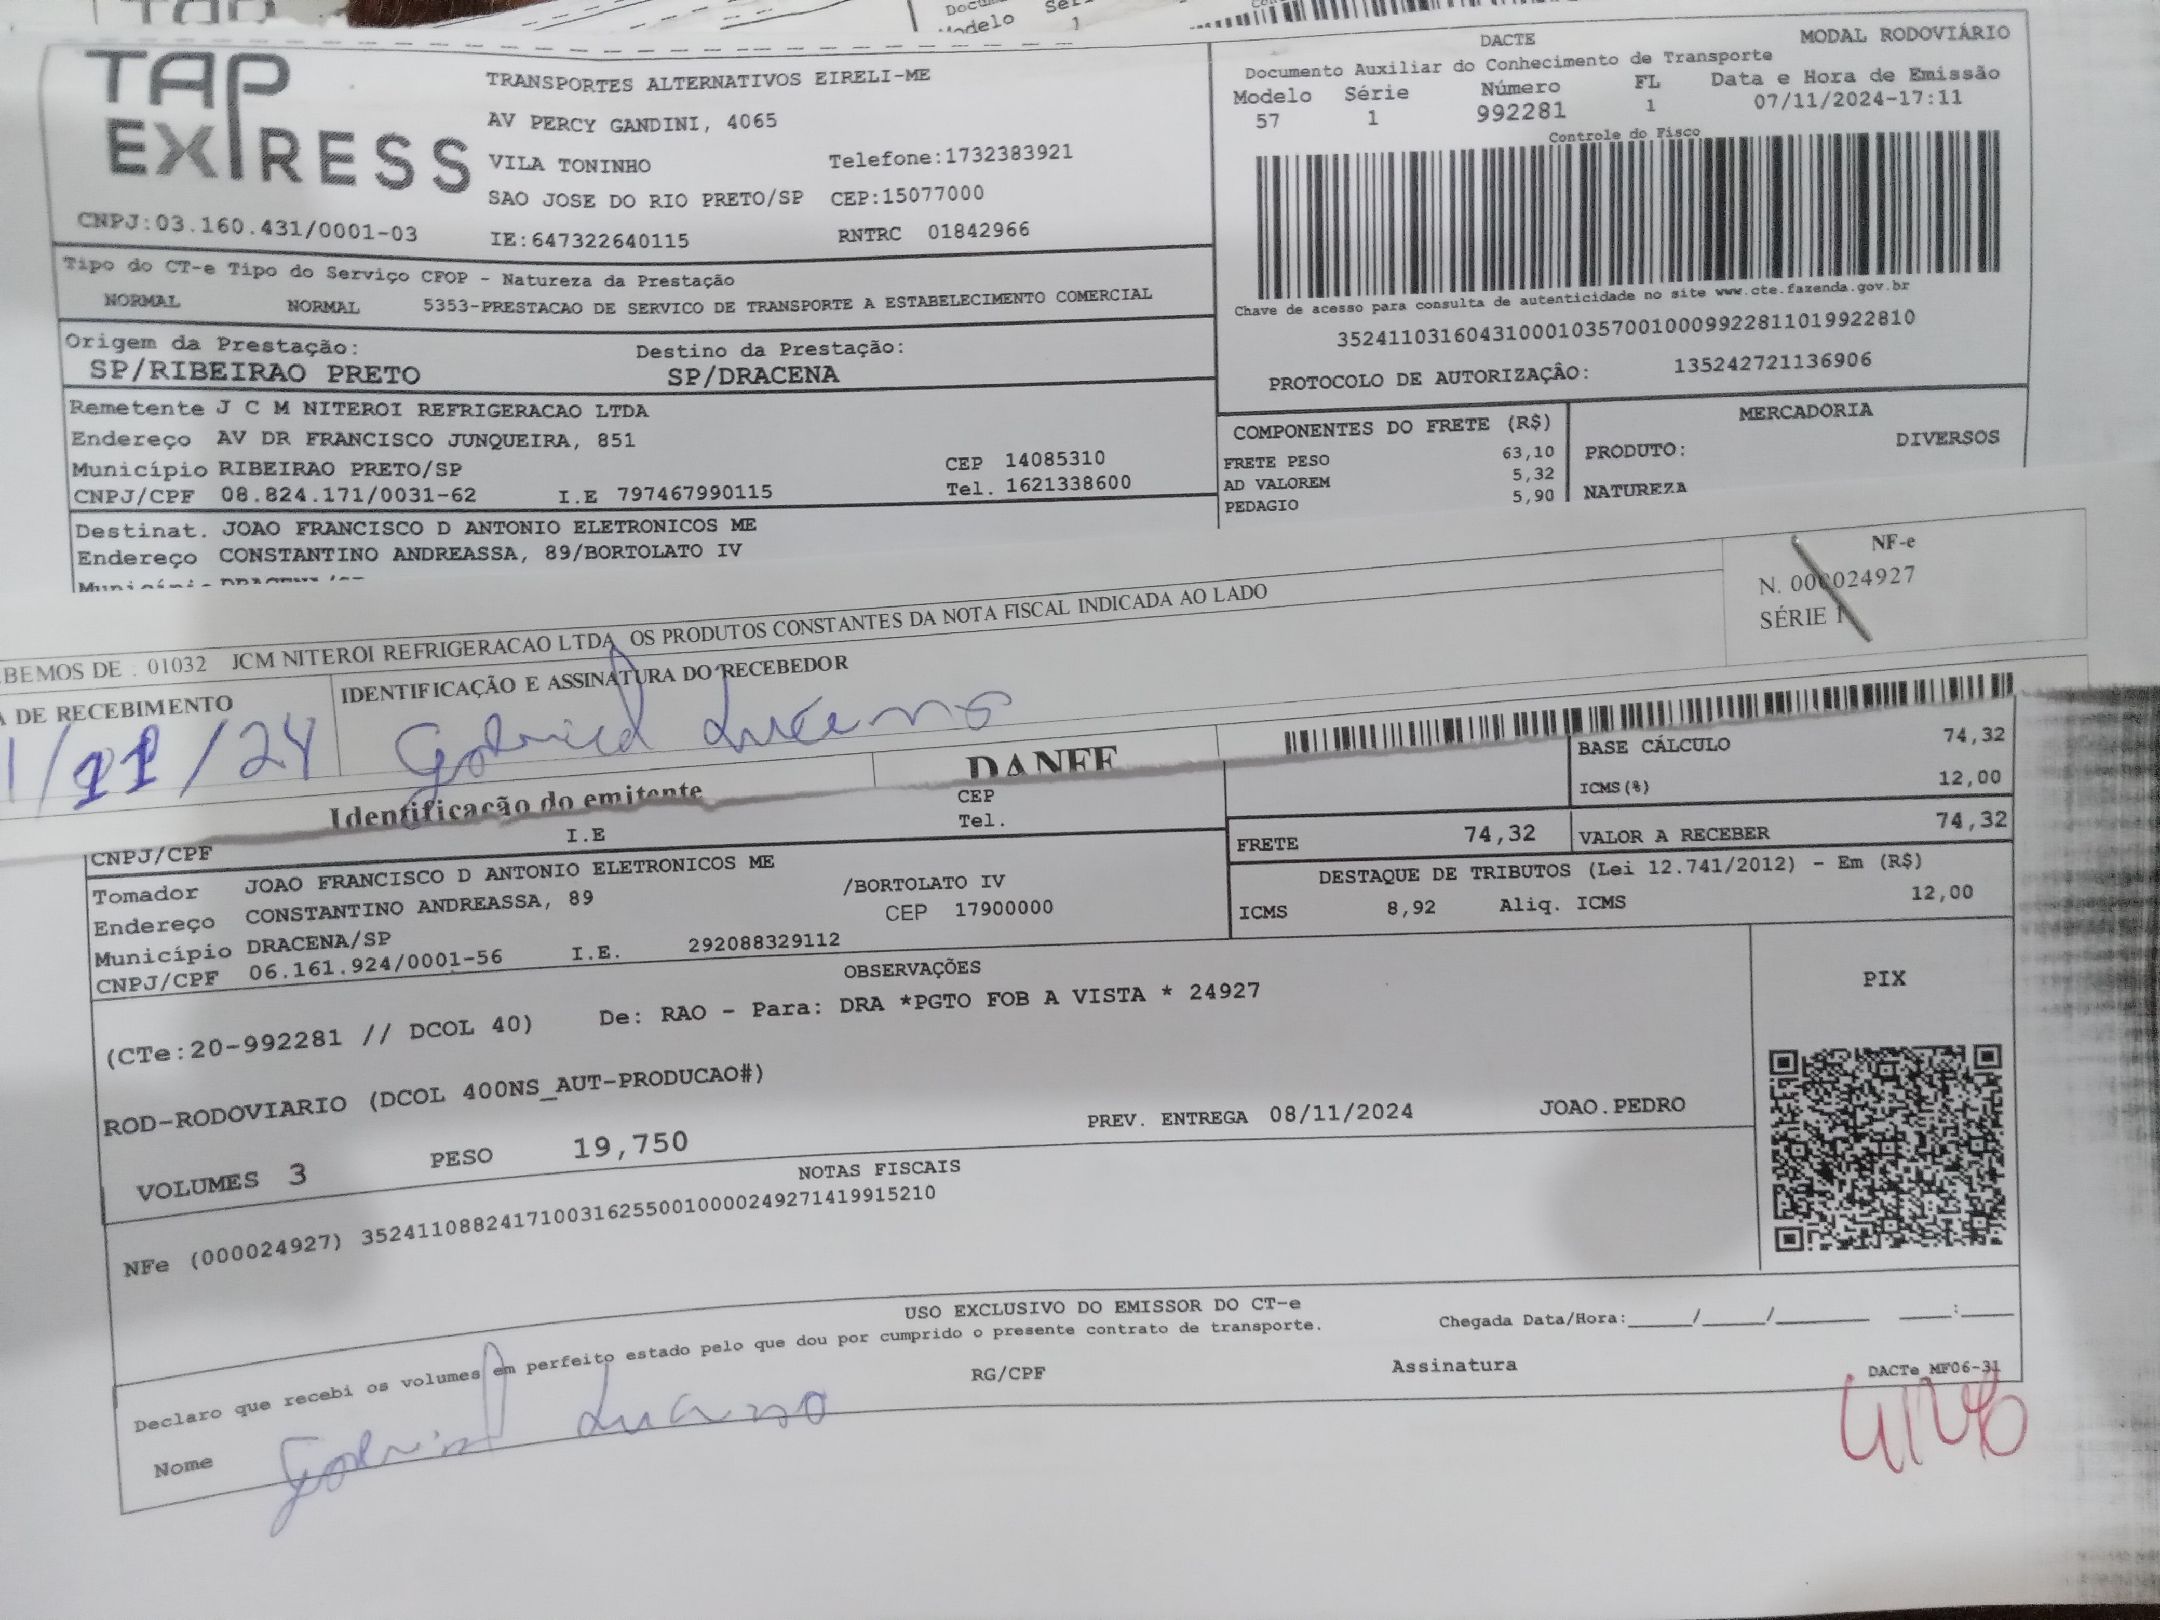 TAP
EXPRESS
TRANSPORTES ALTERNATIVOS EIRELI-ME
AV PERCY GANDINI, 4065
VILA TONINHO Telefone:1732383921
SAO JOSE DO RIO PRETO/SP CEP:15077000
CNPJ:03.160.431/0001-03 IE:647322640115 RNTRC 01842966
DACTE MODAL RODOVIÁRIO
Documento Auxiliar do Conhecimento de Transporte
Modelo Série Número FL Data e Hora de Emissão
57 1 992281 1 07/11/2024-17:11
Controle do Fisco
Chave de acesso para consulta de autenticidade no site www.cte.fazenda.gov.br
35241103160431000103570010009922811019922810
PROTOCOLO DE AUTORIZAÇÃO: 135242721136906
Tipo do CT-e Tipo do Serviço CFOP - Natureza da Prestação
NORMAL NORMAL 5353-PRESTACAO DE SERVICO DE TRANSPORTE A ESTABELECIMENTO COMERCIAL
Origem da Prestação: Destino da Prestação:
SP/RIBEIRAO PRETO SP/DRACENA
Remetente J C M NITEROI REFRIGERACAO LTDA
Endereço AV DR FRANCISCO JUNQUEIRA, 851
Município RIBEIRAO PRETO/SP CEP 14085310
CNPJ/CPF 08.824.171/0031-62 I.E 797467990115 Tel. 1621338600
COMPONENTES DO FRETE (R$)
FRETE PESO 63,10
AD VALOREM 5,32
PEDAGIO 5,90
MERCADORIA
PRODUTO: DIVERSOS
NATUREZA
Destinat. JOAO FRANCISCO D ANTONIO ELETRONICOS ME
Endereço CONSTANTINO ANDREASSA, 89/BORTOLATO IV
BEMOS DE . 01032 JCM NITEROI REFRIGERACAO LTDA OS PRODUTOS CONSTANTES DA NOTA FISCAL INDICADA AO LADO
NF-e
N. 000024927
SÉRIE 1
A DE RECEBIMENTO IDENTIFICAÇÃO E ASSINATURA DO RECEBEDOR
1/11/24 Gabriel Luceno
Identificação do emitente DANFE
CEP
Tel.
CNPJ/CPF I.E
BASE CÁLCULO 74,32
ICMS(%) 12,00
FRETE 74,32 VALOR A RECEBER 74,32
DESTAQUE DE TRIBUTOS (Lei 12.741/2012) - Em (R$)
ICMS 8,92 Aliq. ICMS 12,00
Tomador JOAO FRANCISCO D ANTONIO ELETRONICOS ME
Endereço CONSTANTINO ANDREASSA, 89 /BORTOLATO IV
Município DRACENA/SP CEP 17900000
CNPJ/CPF 06.161.924/0001-56 I.E. 292088329112
OBSERVAÇÕES
(CTe:20-992281 // DCOL 40) De: RAO - Para: DRA *PGTO FOB A VISTA * 24927
ROD-RODOVIARIO (DCOL 400NS_AUT-PRODUCAO#)
PREV. ENTREGA 08/11/2024 JOAO.PEDRO
VOLUMES 3 PESO 19,750
PIX
NOTAS FISCAIS
NFe (000024927) 35241108824171003162550010000249271419915210
USO EXCLUSIVO DO EMISSOR DO CT-e
Declaro que recebi os volumes em perfeito estado pelo que dou por cumprido o presente contrato de transporte.
Chegada Data/Hora:_____/_____/_______ ____:____
Nome Gabriel Luceno RG/CPF Assinatura
DACTe MF06-31